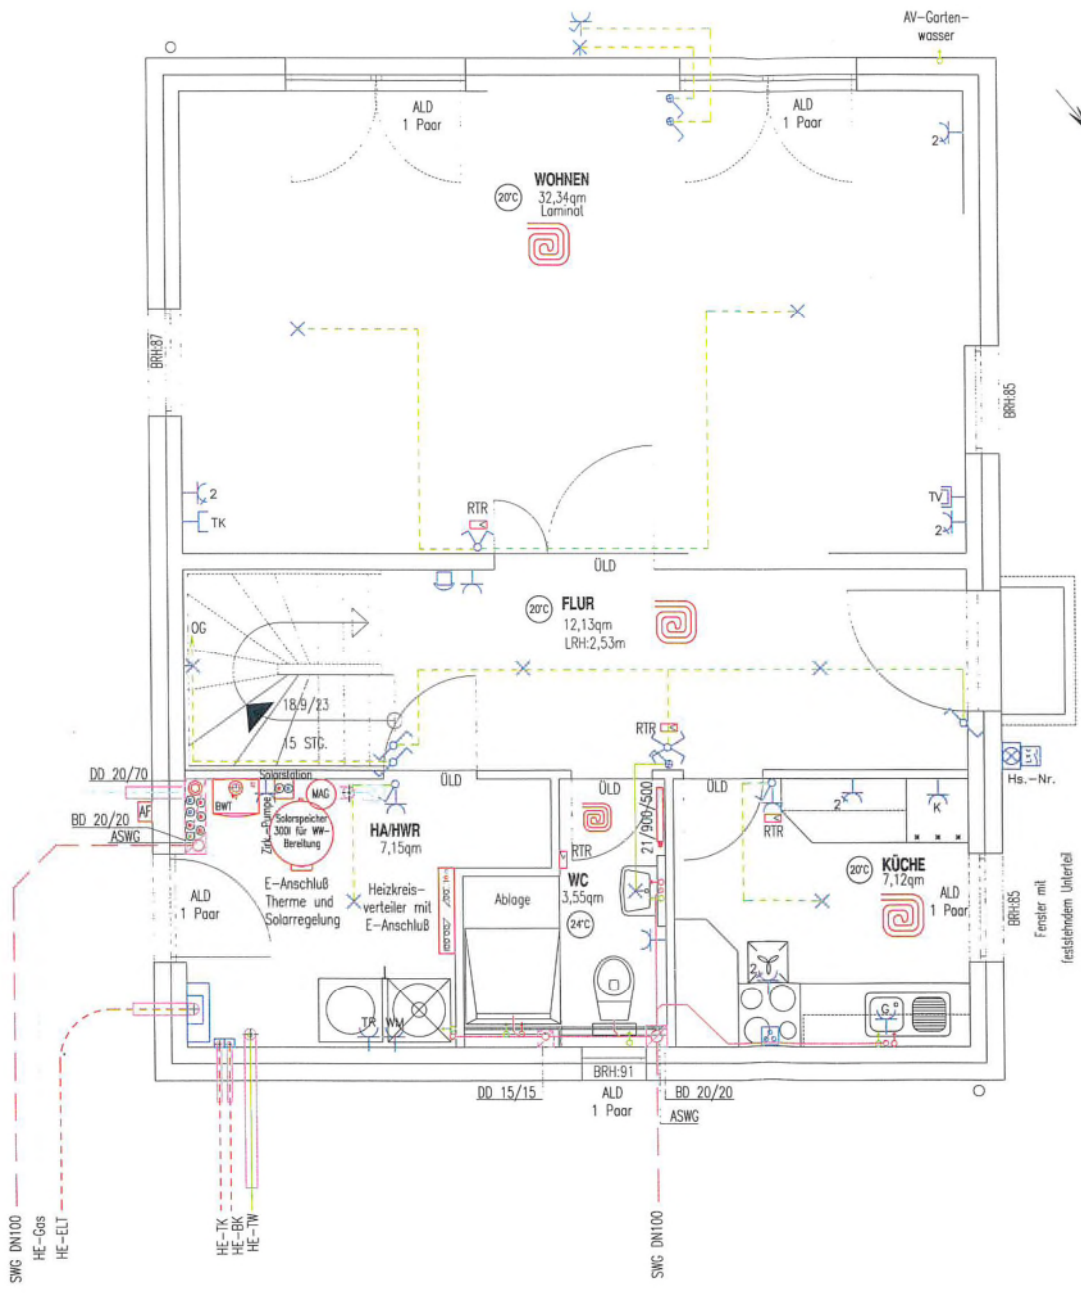 AV-Garten-
wasser
ALD
1 Paar
ALD
1 Paar
2
WOHNEN
20°C
32,34qm
Laminat
BRH:87
BRH:85
2
TK
RTR
TV
2
ÜLD
FLUR
20°C
12,13qm
LRH:2,53m
OG
18.9/23
15 STG.
RTR
Hs.-Nr.
DD 20/70
AF
BD 20/20
ASWG
BWT
Solarstation
MAG
Zirk.-Pumpe
Solarspeicher
300l für WW-
Bereitung
ÜLD
HA/HWR
7,15qm
E-Anschluß
Therme und
Solarregelung
Heizkreis-
verteiler mit
E-Anschluß
ALD
1 Paar
ÜLD
21/900/500
RTR
WC
3,55qm
24°C
Ablage
ÜLD
RTR
2
K
20°C
KÜCHE
7,12qm
ALD
1 Paar
BRH:85
Fenster mit
feststehendem Unterteil
2
G
TR
WM
BRH:91
DD 15/15
ALD
1 Paar
BD 20/20
ASWG
SWG DN100
HE-Gas
HE-ELT
HE-TK
HE-BK
HE-TW
SWG DN100